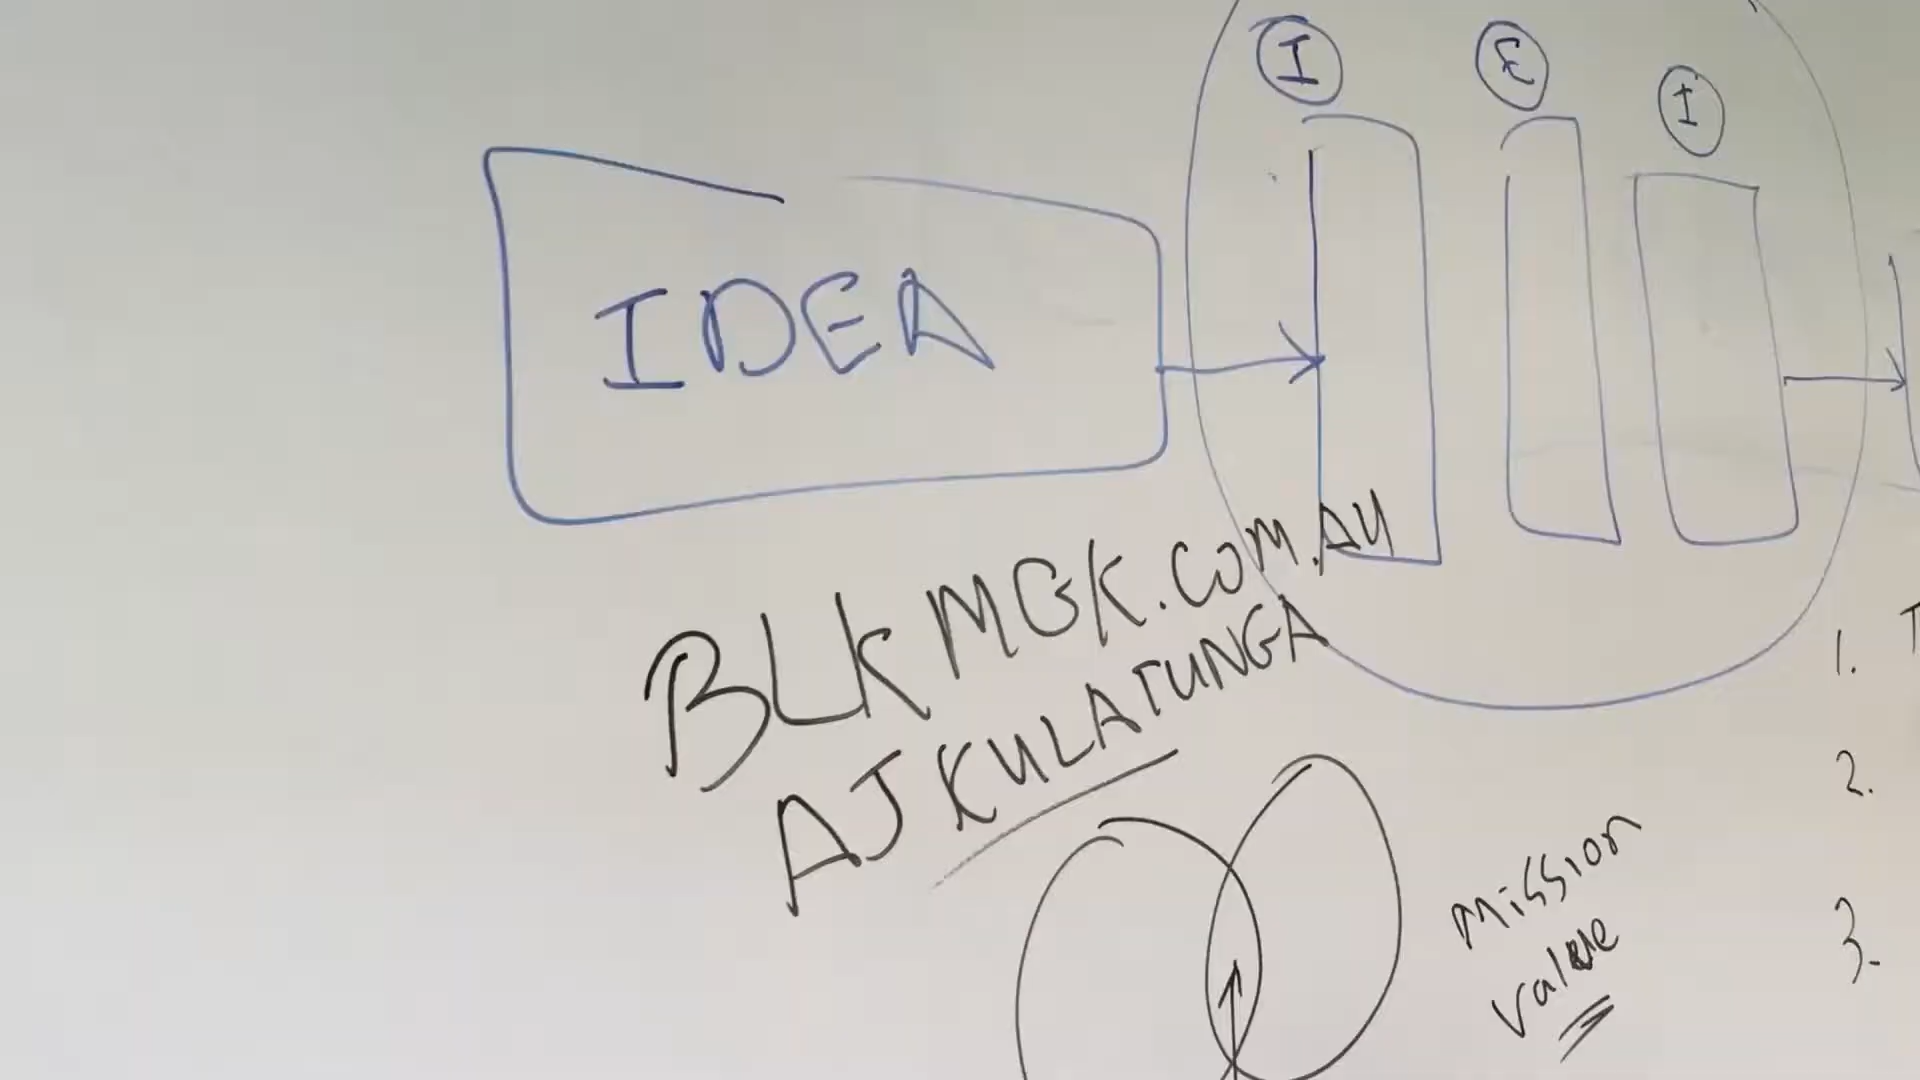 I
I
IDEA
BLKMGK.COM.AU
AJ KULATUNGA
Mission
value
1.
2.
3.